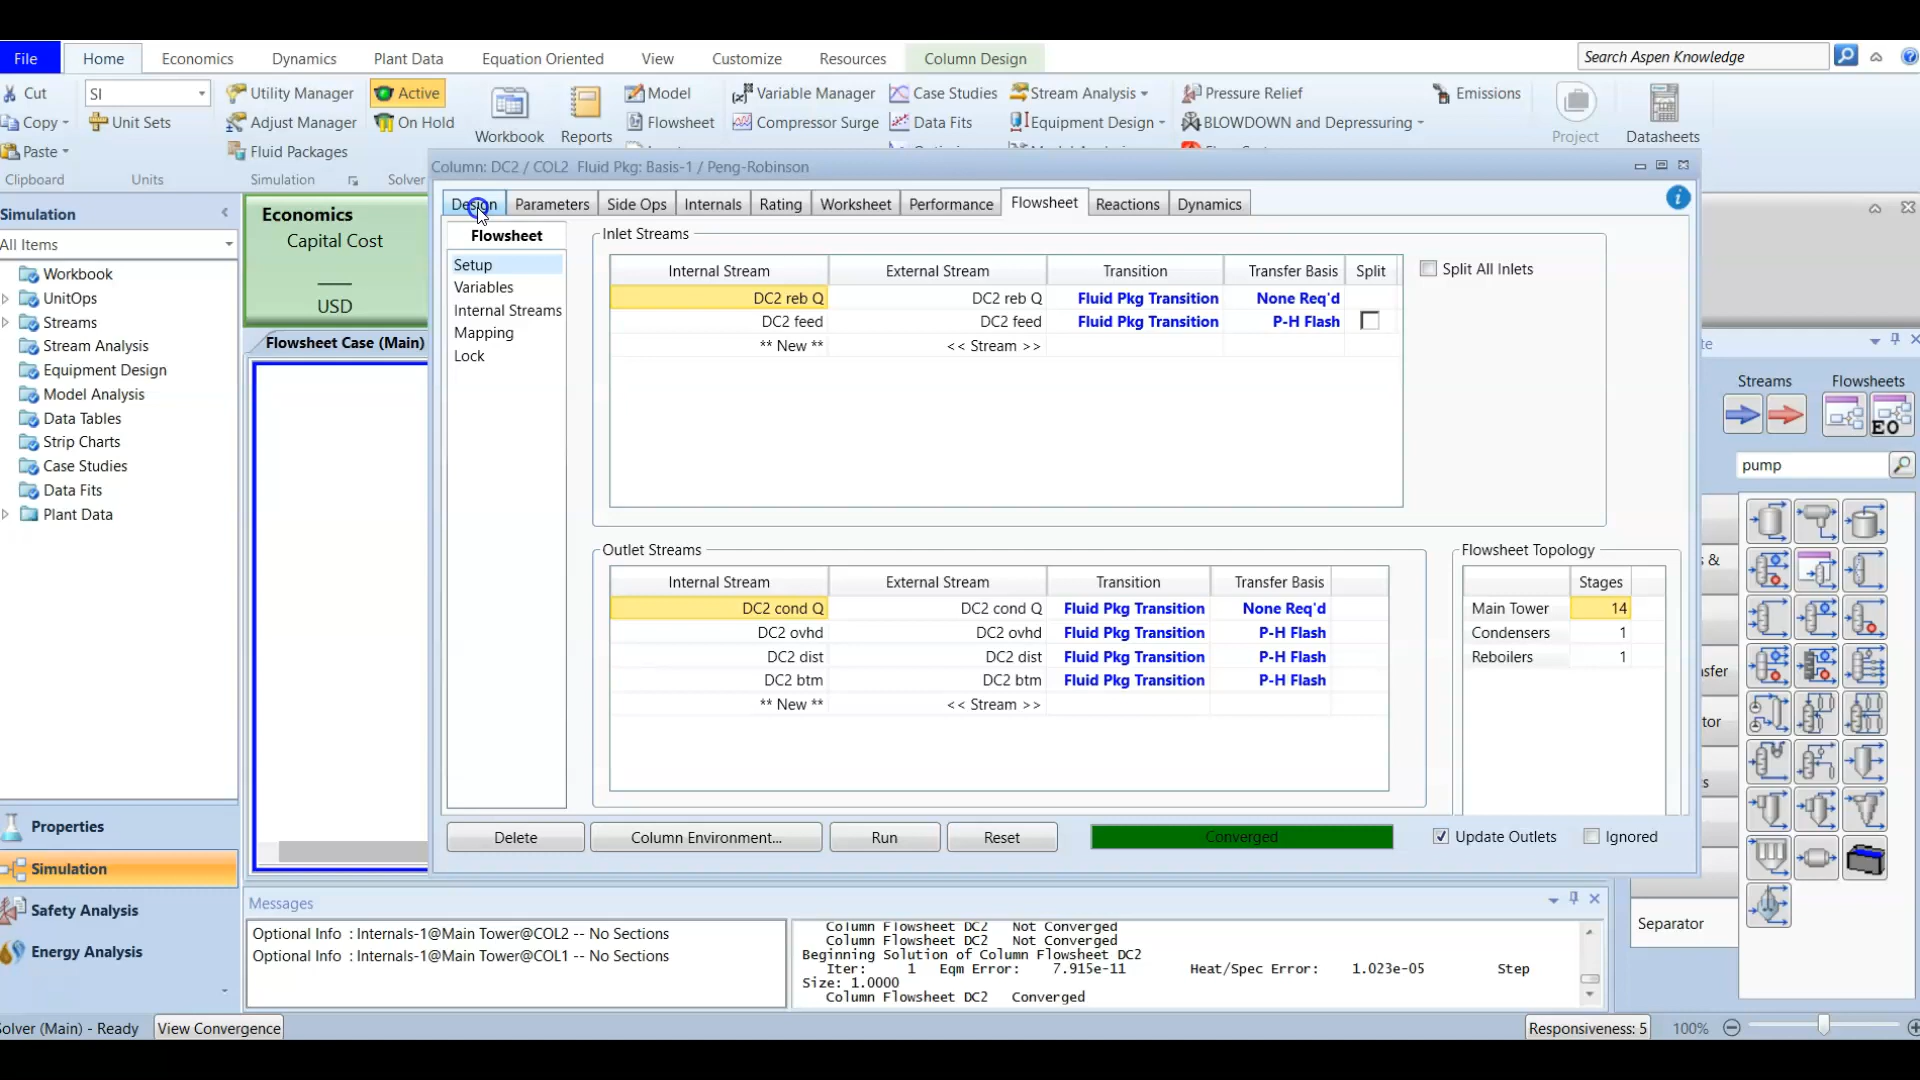 File Home Economics Dynamics Plant Data Equation Oriented View Customize Resources Column Design Search Aspen Knowledge
Cut SI Utility Manager Active Model Variable Manager Case Studies Stream Analysis Pressure Relief Emissions
Copy Unit Sets Adjust Manager On Hold Workbook Reports Flowsheet Compressor Surge Data Fits Equipment Design BLOWDOWN and Depressuring Project Datasheets
Paste Fluid Packages
Clipboard Units Simulation Solver
Column: DC2 / COL2 Fluid Pkg: Basis-1 / Peng-Robinson
Design Parameters Side Ops Internals Rating Worksheet Performance Flowsheet Reactions Dynamics
Simulation
All Items
Workbook
UnitOps
Streams
Stream Analysis
Equipment Design
Model Analysis
Data Tables
Strip Charts
Case Studies
Data Fits
Plant Data
Properties
Simulation
Safety Analysis
Energy Analysis
Economics
Capital Cost
USD
Flowsheet Case (Main)
Flowsheet
Setup
Variables
Internal Streams
Mapping
Lock
Inlet Streams
Internal Stream External Stream Transition Transfer Basis Split
DC2 reb Q DC2 reb Q Fluid Pkg Transition None Req'd
DC2 feed DC2 feed Fluid Pkg Transition P-H Flash
** New ** << Stream >>
Split All Inlets
Outlet Streams
Internal Stream External Stream Transition Transfer Basis
DC2 cond Q DC2 cond Q Fluid Pkg Transition None Req'd
DC2 ovhd DC2 ovhd Fluid Pkg Transition P-H Flash
DC2 dist DC2 dist Fluid Pkg Transition P-H Flash
DC2 btm DC2 btm Fluid Pkg Transition P-H Flash
** New ** << Stream >>
Flowsheet Topology
Stages
Main Tower 14
Condensers 1
Reboilers 1
Delete Column Environment... Run Reset Converged Update Outlets Ignored
te
Streams Flowsheets
EO
pump
s &
sfer
tor
s
Separator
Messages
Optional Info : Internals-1@Main Tower@COL2 -- No Sections
Optional Info : Internals-1@Main Tower@COL1 -- No Sections
Column Flowsheet DC2 Not Converged
Column Flowsheet DC2 Not Converged
Beginning Solution of Column Flowsheet DC2
Iter: 1 Eqm Error: 7.915e-11 Heat/Spec Error: 1.023e-05 Step
Size: 1.0000
Column Flowsheet DC2 Converged
Solver (Main) - Ready View Convergence Responsiveness: 5 100%